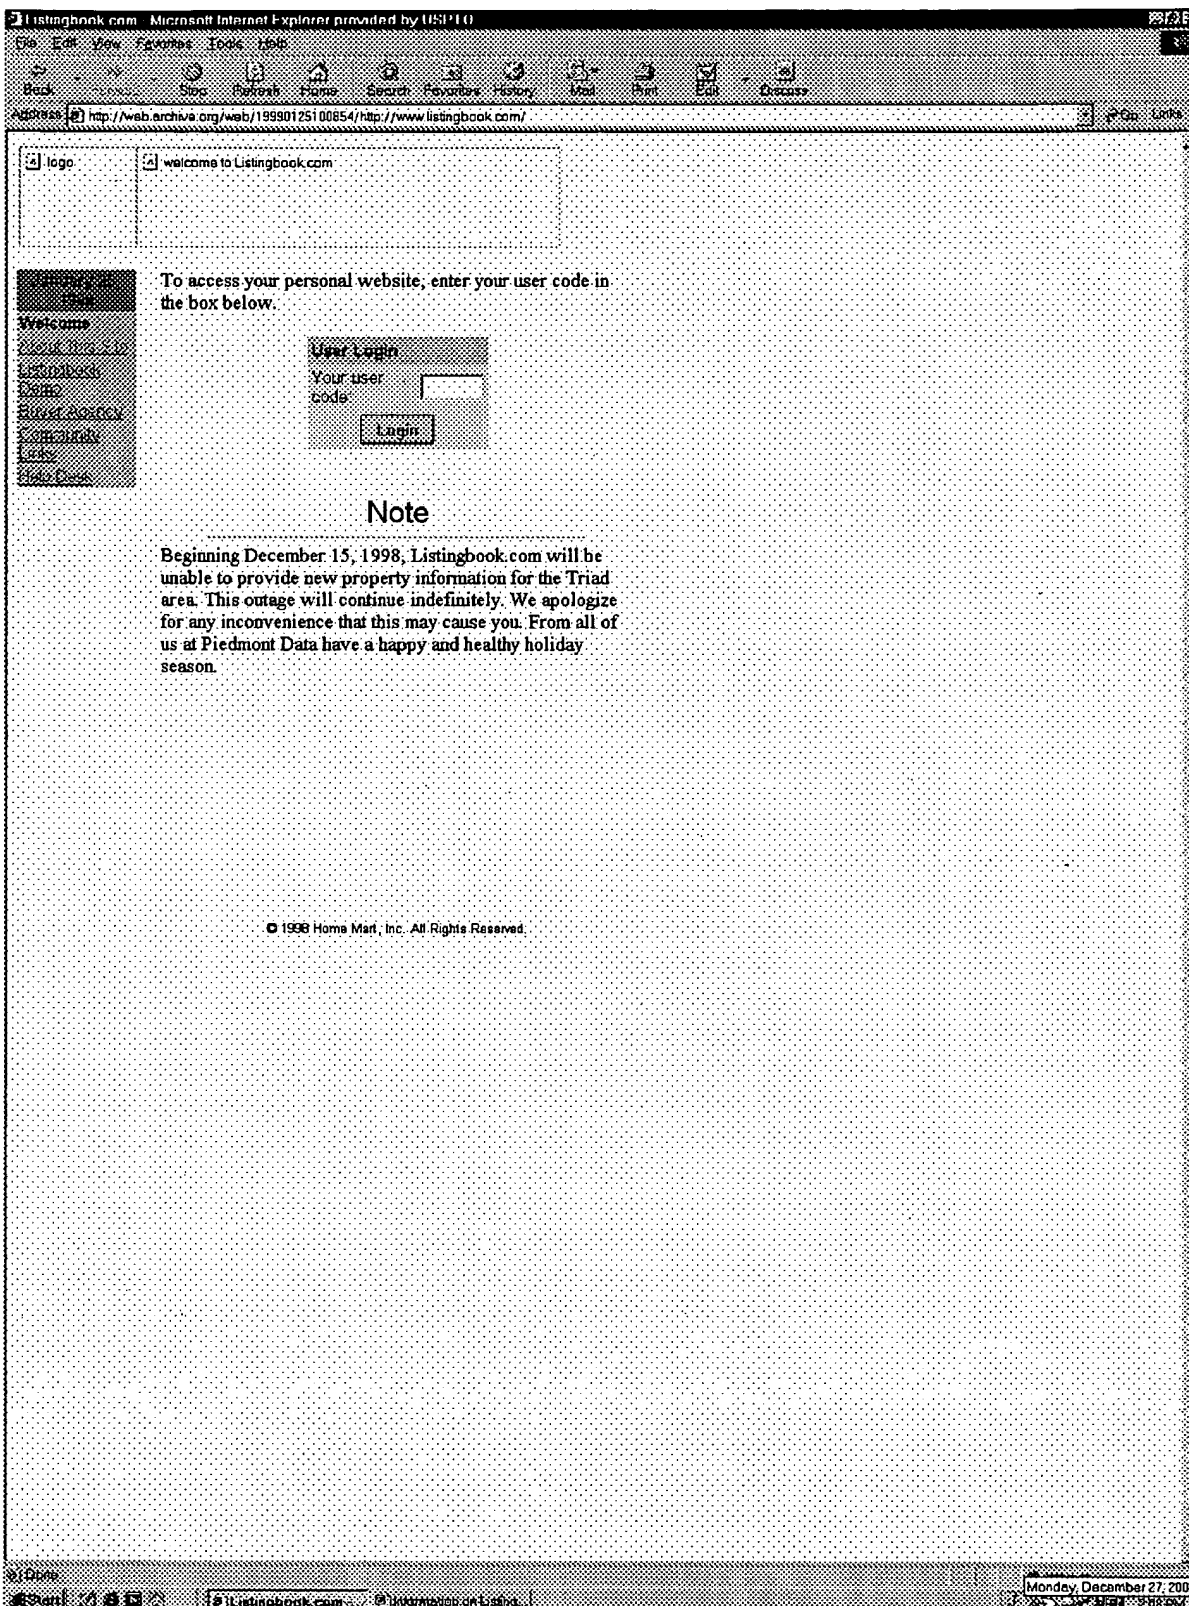 Listingbook.com - Microsoft Internet Explorer provided by USPTO
File Edit View Favorites Tools Help
Back Stop Refresh Home Search Favorites History Mail Print Edit Discuss
Address http://web.archive.org/web/19990125100854/http://www.listingbook.com/ Go Links
logo
welcome to Listingbook.com
Welcome
About This Site
Listingbook
Demo
Buyer Agency
Community
Links
Help Desk
To access your personal website, enter your user code in
the box below.
User Login
Your user
code:
Login
Note
Beginning December 15, 1998, Listingbook.com will be
unable to provide new property information for the Triad
area. This outage will continue indefinitely. We apologize
for any inconvenience that this may cause you. From all of
us at Piedmont Data have a happy and healthy holiday
season.
© 1998 Home Mart, Inc. All Rights Reserved.
Done
Start Listingbook.com - Information on Listing...
Monday, December 27, 200